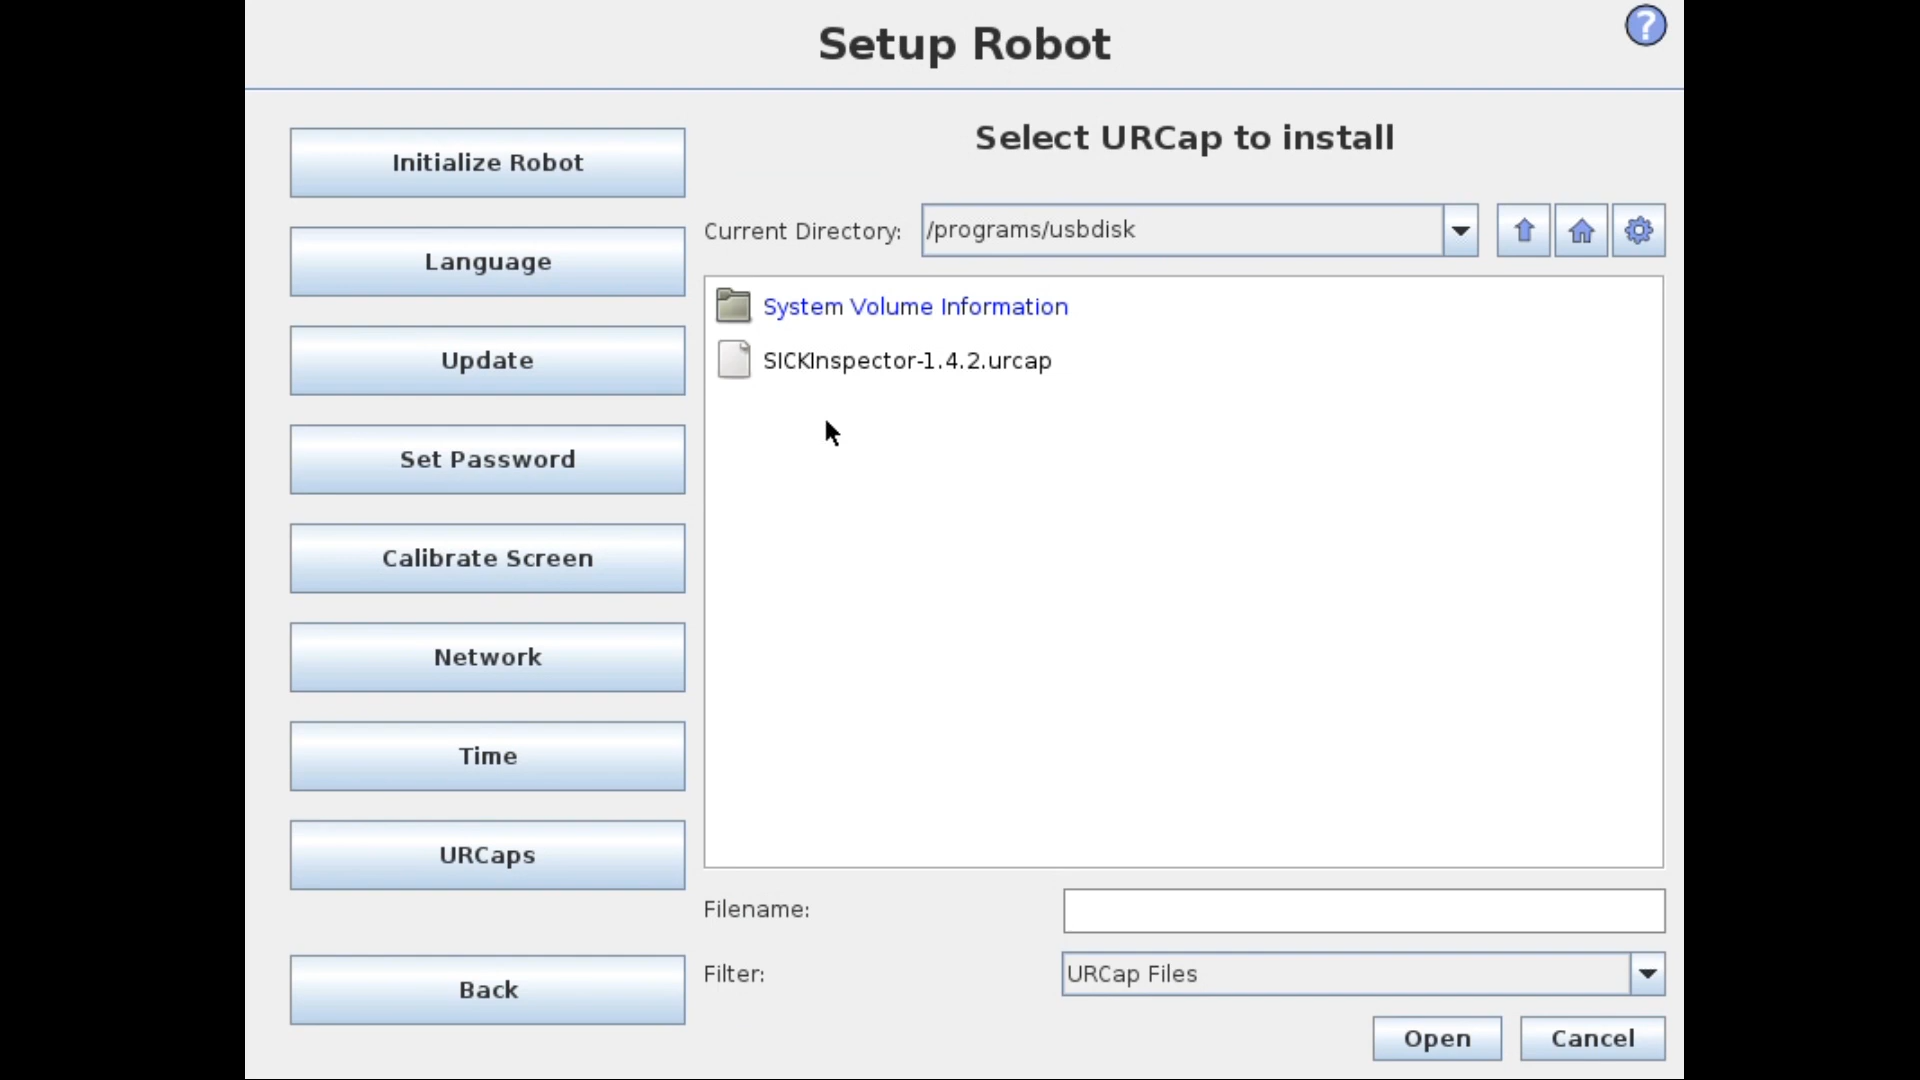 Setup Robot
?
Initialize Robot
Language
Update
Set Password
Calibrate Screen
Network
Time
URCaps
Back
Select URCap to install
Current Directory: /programs/usbdisk
System Volume Information
SICKInspector-1.4.2.urcap
Filename:
Filter: URCap Files
Open Cancel